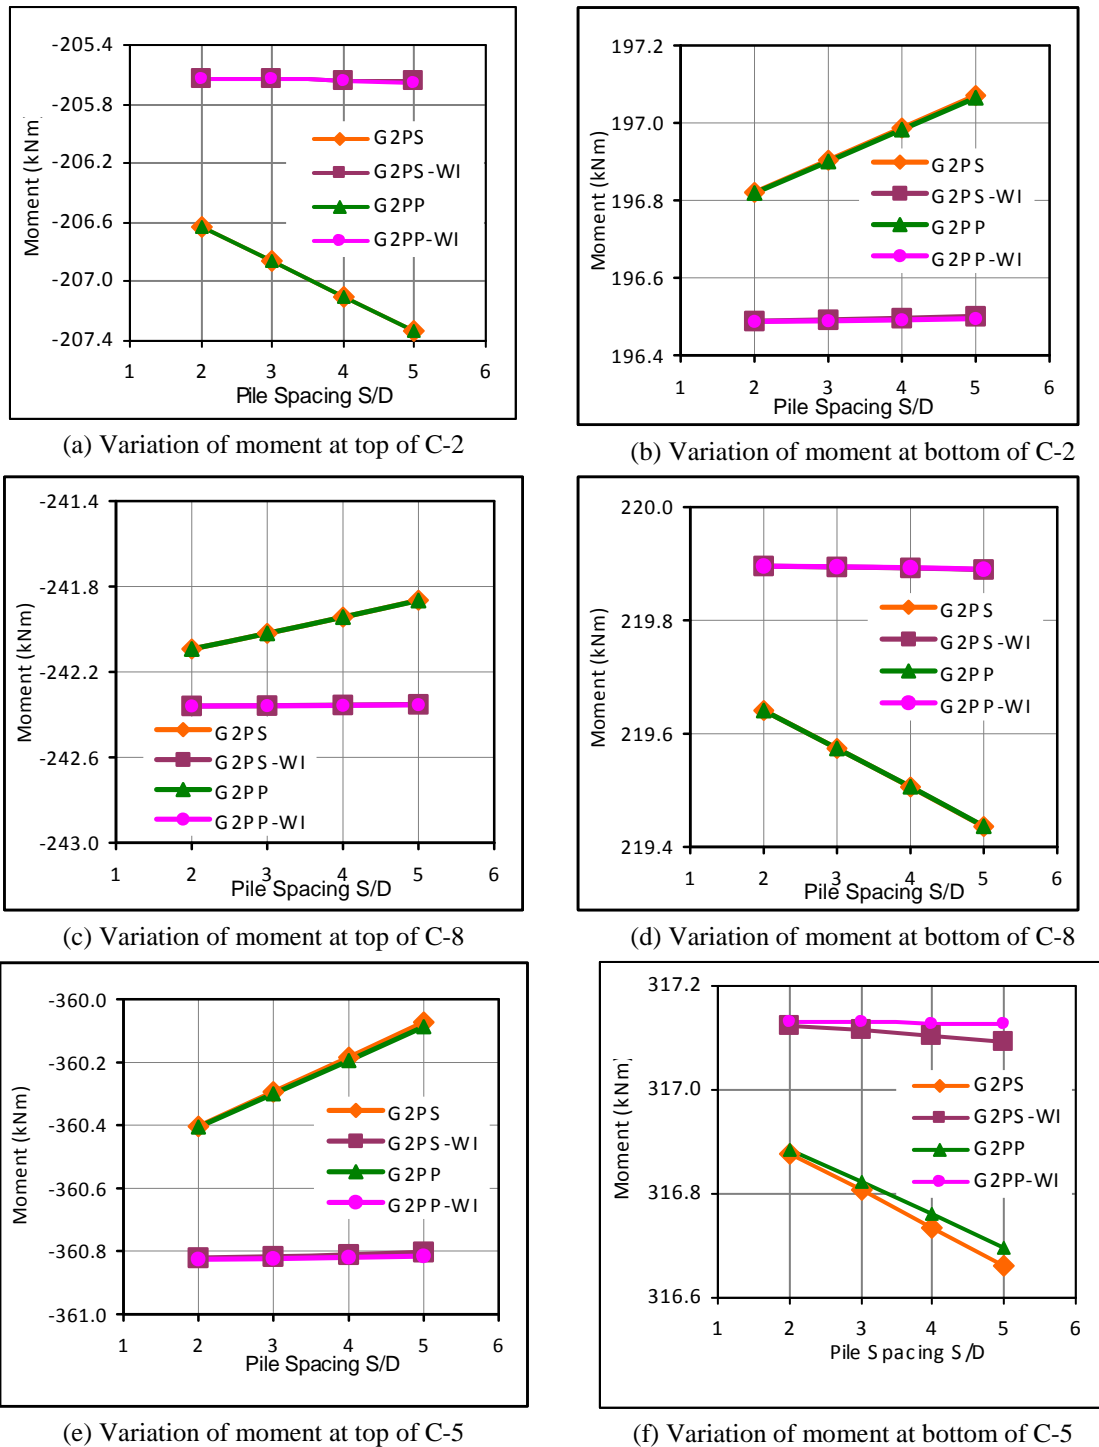 -205.4
-205.8
-206.2
-206.6
-207.0
-207.4
Moment (kNm)
1 2 3 4 5 6
Pile Spacing S/D
G2PS
G2PS-WI
G2PP
G2PP-WI
(a) Variation of moment at top of C-2
197.2
197.0
196.8
196.6
196.4
Moment (kNm)
1 2 3 4 5 6
Pile Spacing S/D
G2PS
G2PS-WI
G2PP
G2PP-WI
(b) Variation of moment at bottom of C-2
-241.4
-241.8
-242.2
-242.6
-243.0
Moment (kNm)
G2PS
G2PS-WI
G2PP
G2PP-WI
1 2 3 4 5 6
Pile Spacing S/D
(c) Variation of moment at top of C-8
220.0
219.8
219.6
219.4
Moment (kNm)
G2PS
G2PS-WI
G2PP
G2PP-WI
1 2 3 4 5 6
Pile Spacing S/D
(d) Variation of moment at bottom of C-8
-360.0
-360.2
-360.4
-360.6
-360.8
-361.0
Moment (kNm)
G2PS
G2PS-WI
G2PP
G2PP-WI
1 2 3 4 5 6
Pile Spacing S/D
(e) Variation of moment at top of C-5
317.2
317.0
316.8
316.6
Moment (kNm)
G2PS
G2PS-WI
G2PP
G2PP-WI
1 2 3 4 5 6
Pile Spacing S/D
(f) Variation of moment at bottom of C-5